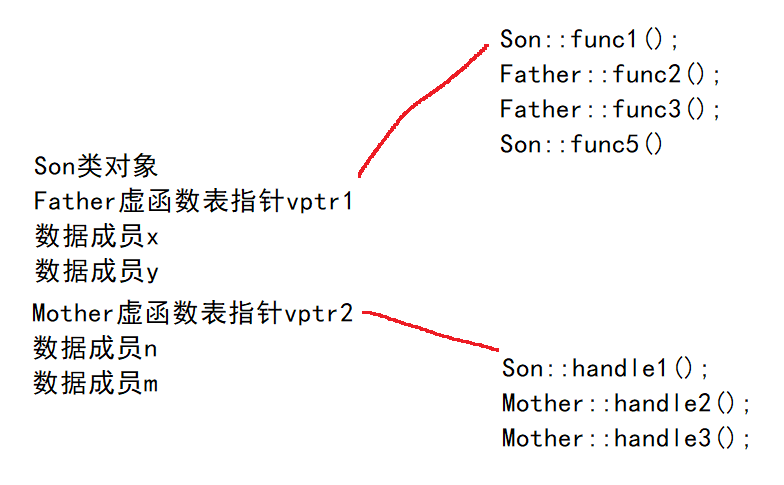 Son::func1();
Father::func2();
Father::func3();
Son::func5()
Son类对象
Father虚函数表指针vptr1
数据成员x
数据成员y
Mother虚函数表指针vptr2
数据成员n
数据成员m
Son::handle1();
Mother::handle2();
Mother::handle3();